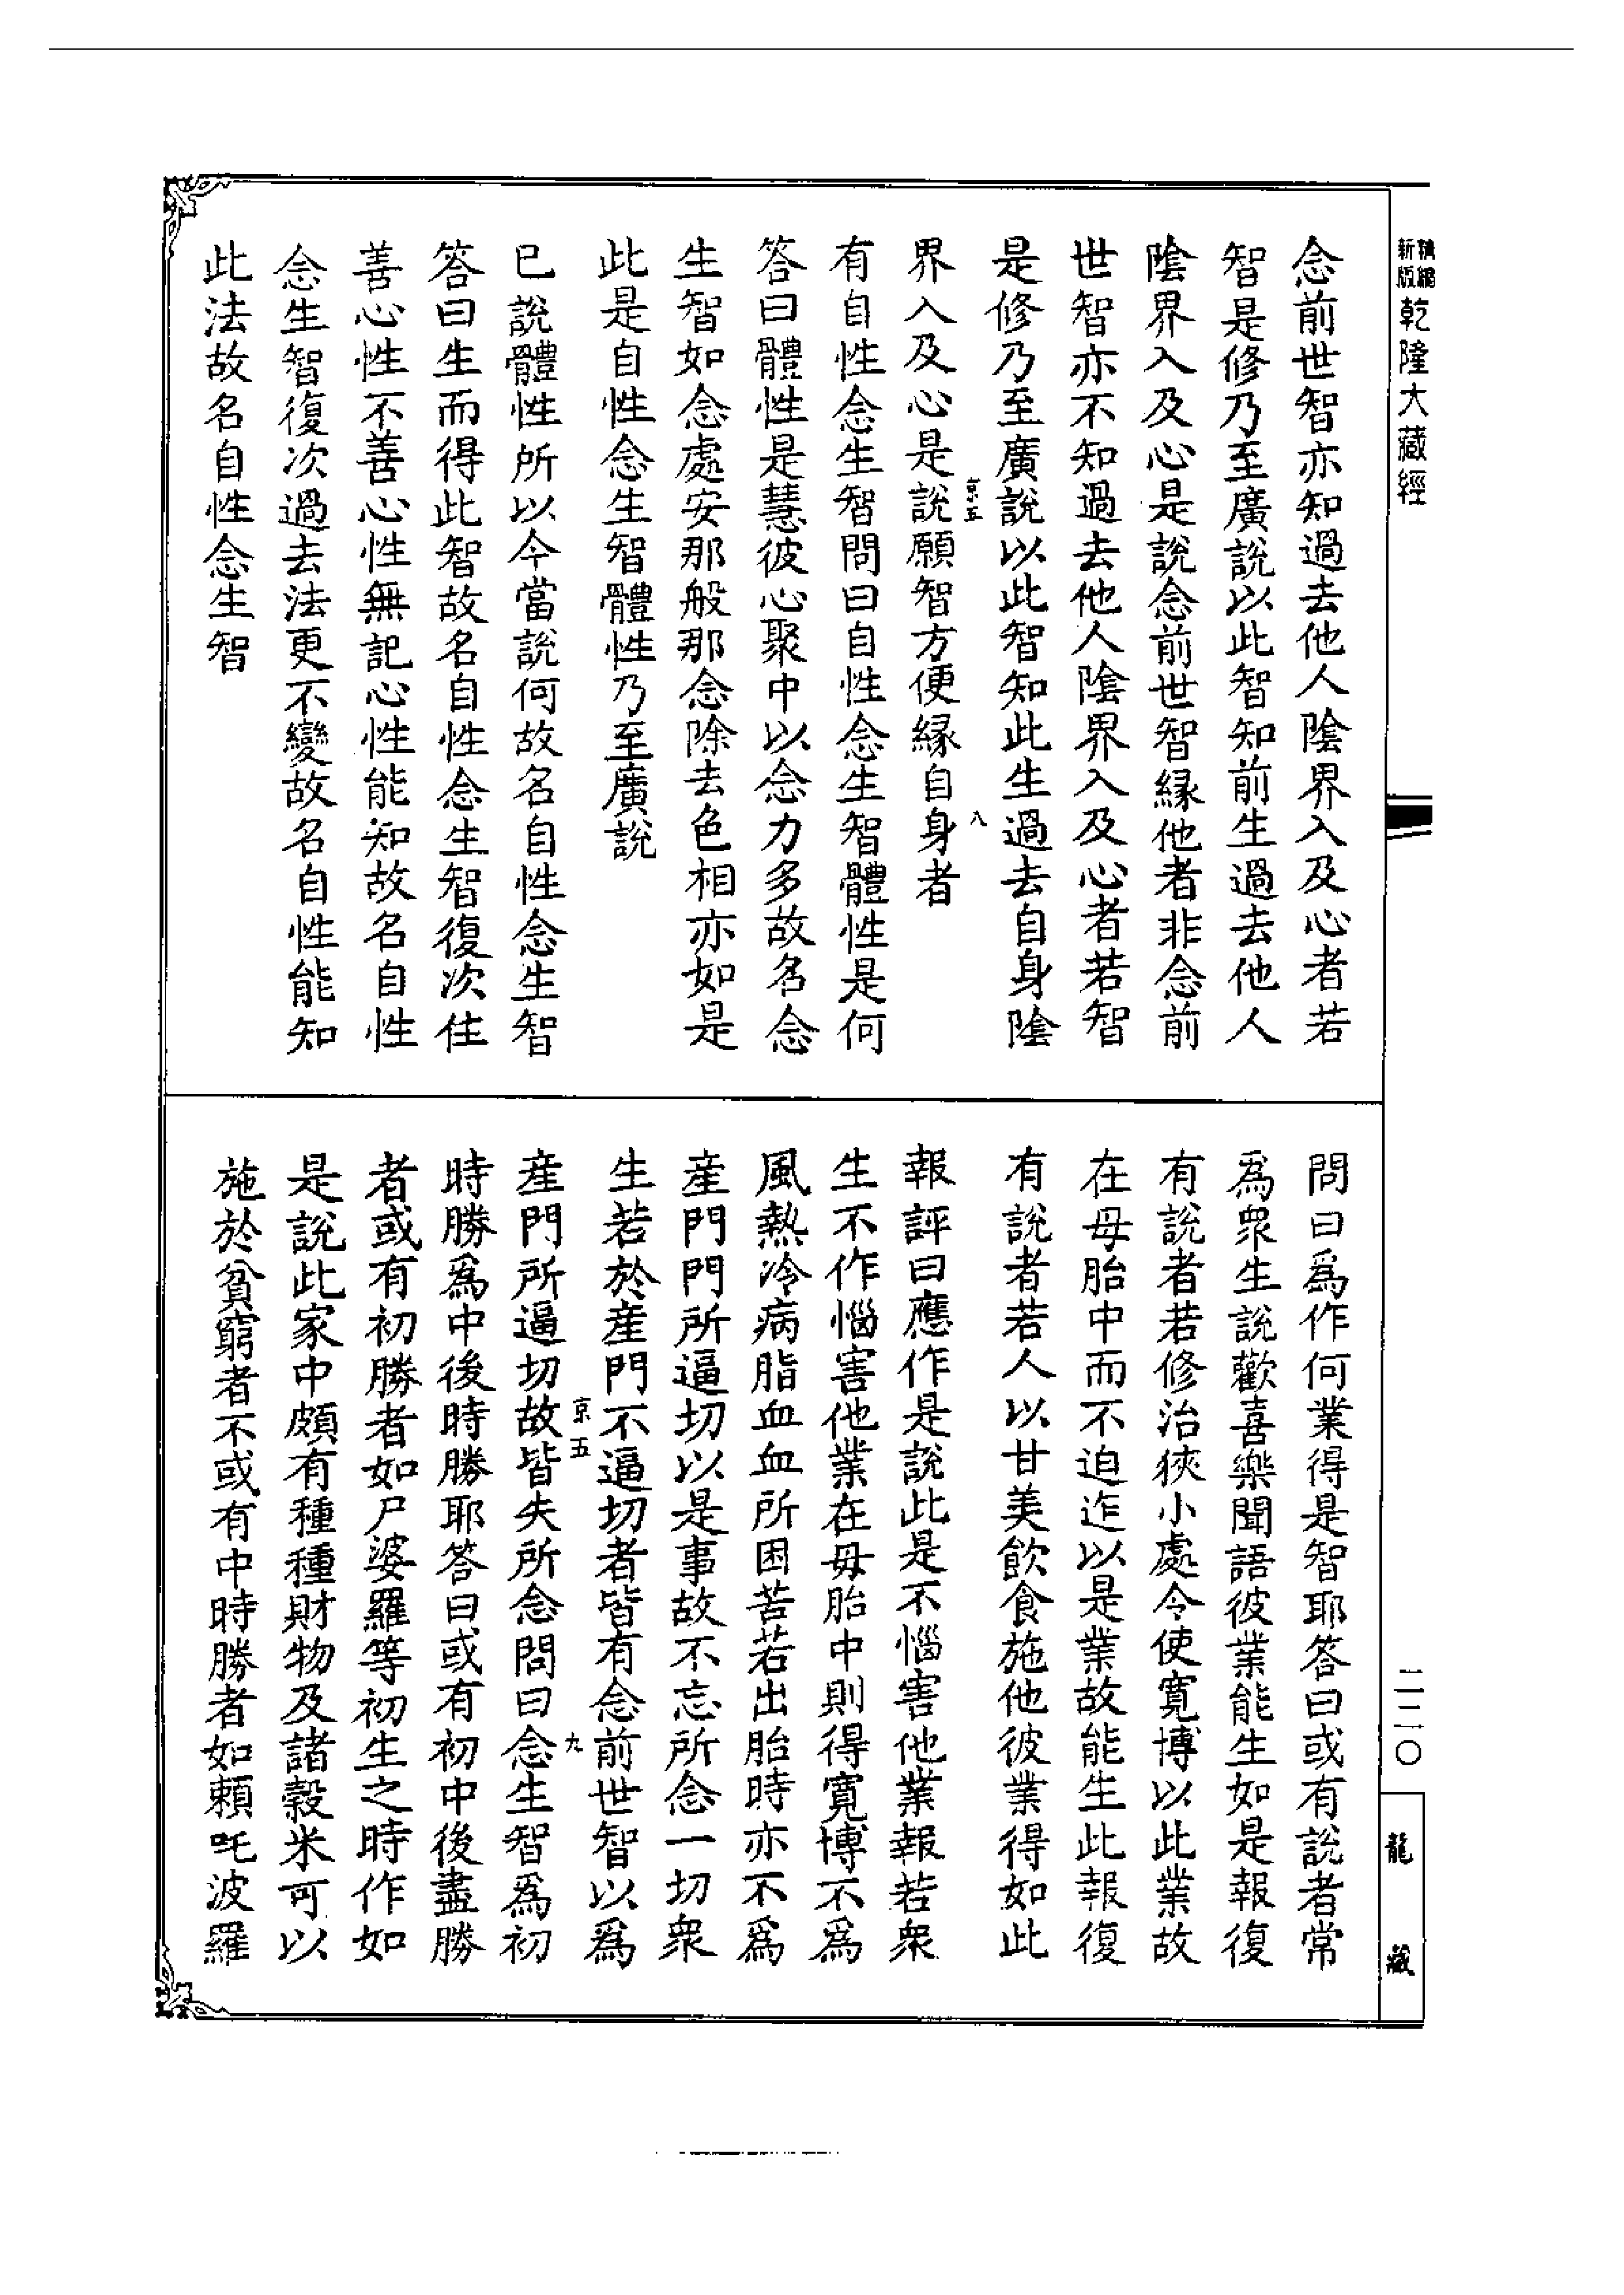 精縮新版乾隆大藏經
念前世智亦知過去他人陰界入及心者若
智是修乃至廣說以此智知前生過去他人
陰界入及心是說念前世智緣他者非念前
世智亦不知過去他人陰界入及心者若智
是修乃至廣說以此智知此生過去自身陰
京五
八
界入及心是說願智方便緣自身者
有自性念生智問曰自性念生智體性是何
答曰體性是慧彼心聚中以念力多故名念
生智如念處安那般那念除去色相亦如是
此是自性念生智體性乃至廣說
已說體性所以今當說何故名自性念生智
答曰生而得此智故名自性念生智復次住
善心性不善心性無記心性能知故名自性
念生智復次過去法更不變故名自性能知
此法故名自性念生智
問曰爲作何業得是智耶答曰或有說者常
爲衆生說歡喜樂聞語彼業能生如是報復
有說者若修治狹小處令使寬博以此業故
在母胎中而不迫迮以是業故能生此報復
有說者若人以甘美飲食施他彼業得如此
報評曰應作是說此是不惱害他業報若衆
生不作惱害他業在母胎中則得寬博不爲
風熱冷病脂血血所困苦若出胎時亦不爲
産門門所逼切以是事故不忘所念一切衆
生若於産門不逼切者皆有念前世智以爲
京五
九
産門所逼切故皆失所念問曰念生智爲初
時勝爲中後時勝耶答曰或有初中後盡勝
者或有初勝者如尸婆羅等初生之時作如
是說此家中頗有種種財物及諸穀米可以
施於貧窮者不或有中時勝者如賴吒波羅
二二〇
龍藏